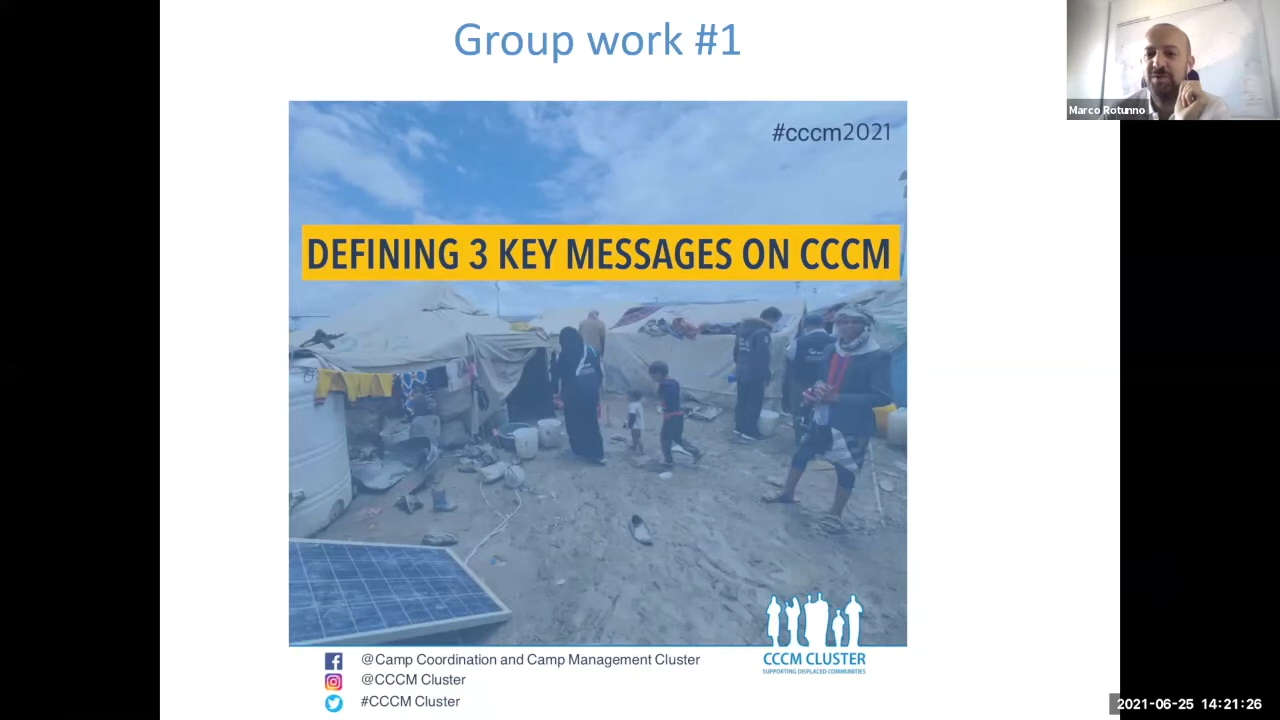 Group work #1
Marco Rotunno
#cccm2021
DEFINING 3 KEY MESSAGES ON CCCM
CCCM CLUSTER
SUPPORTING DISPLACED COMMUNITIES
@Camp Coordination and Camp Management Cluster
@CCCM Cluster
#CCCM Cluster
2021-06-25 14:21:26